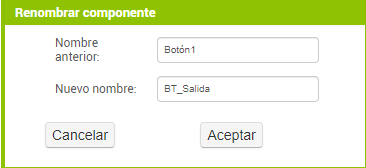 Renombrar componente
Nombre
anterior:
Botón1
Nuevo nombre:
BT_Salida
Cancelar
Aceptar